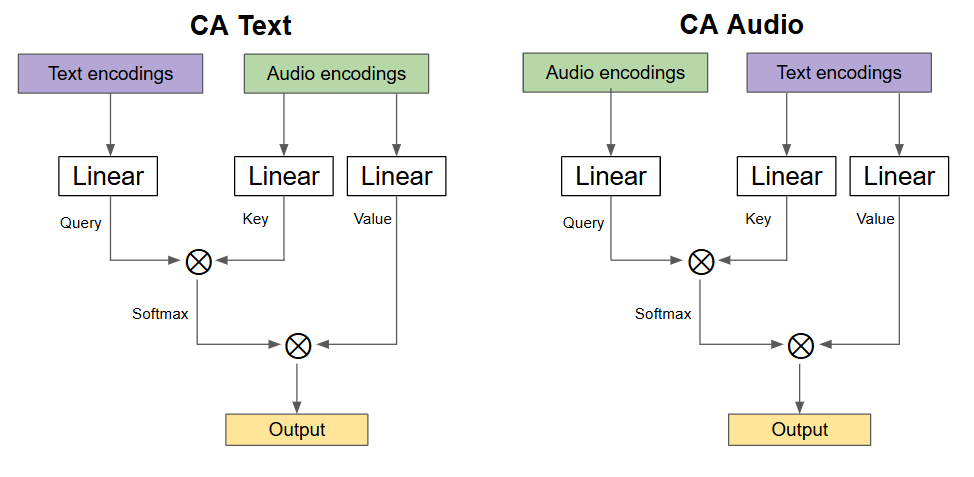 CA Text
Text encodings
Audio encodings
Linear
Linear
Linear
Query
Key
Value
Softmax
Output
CA Audio
Audio encodings
Text encodings
Linear
Linear
Linear
Query
Key
Value
Softmax
Output